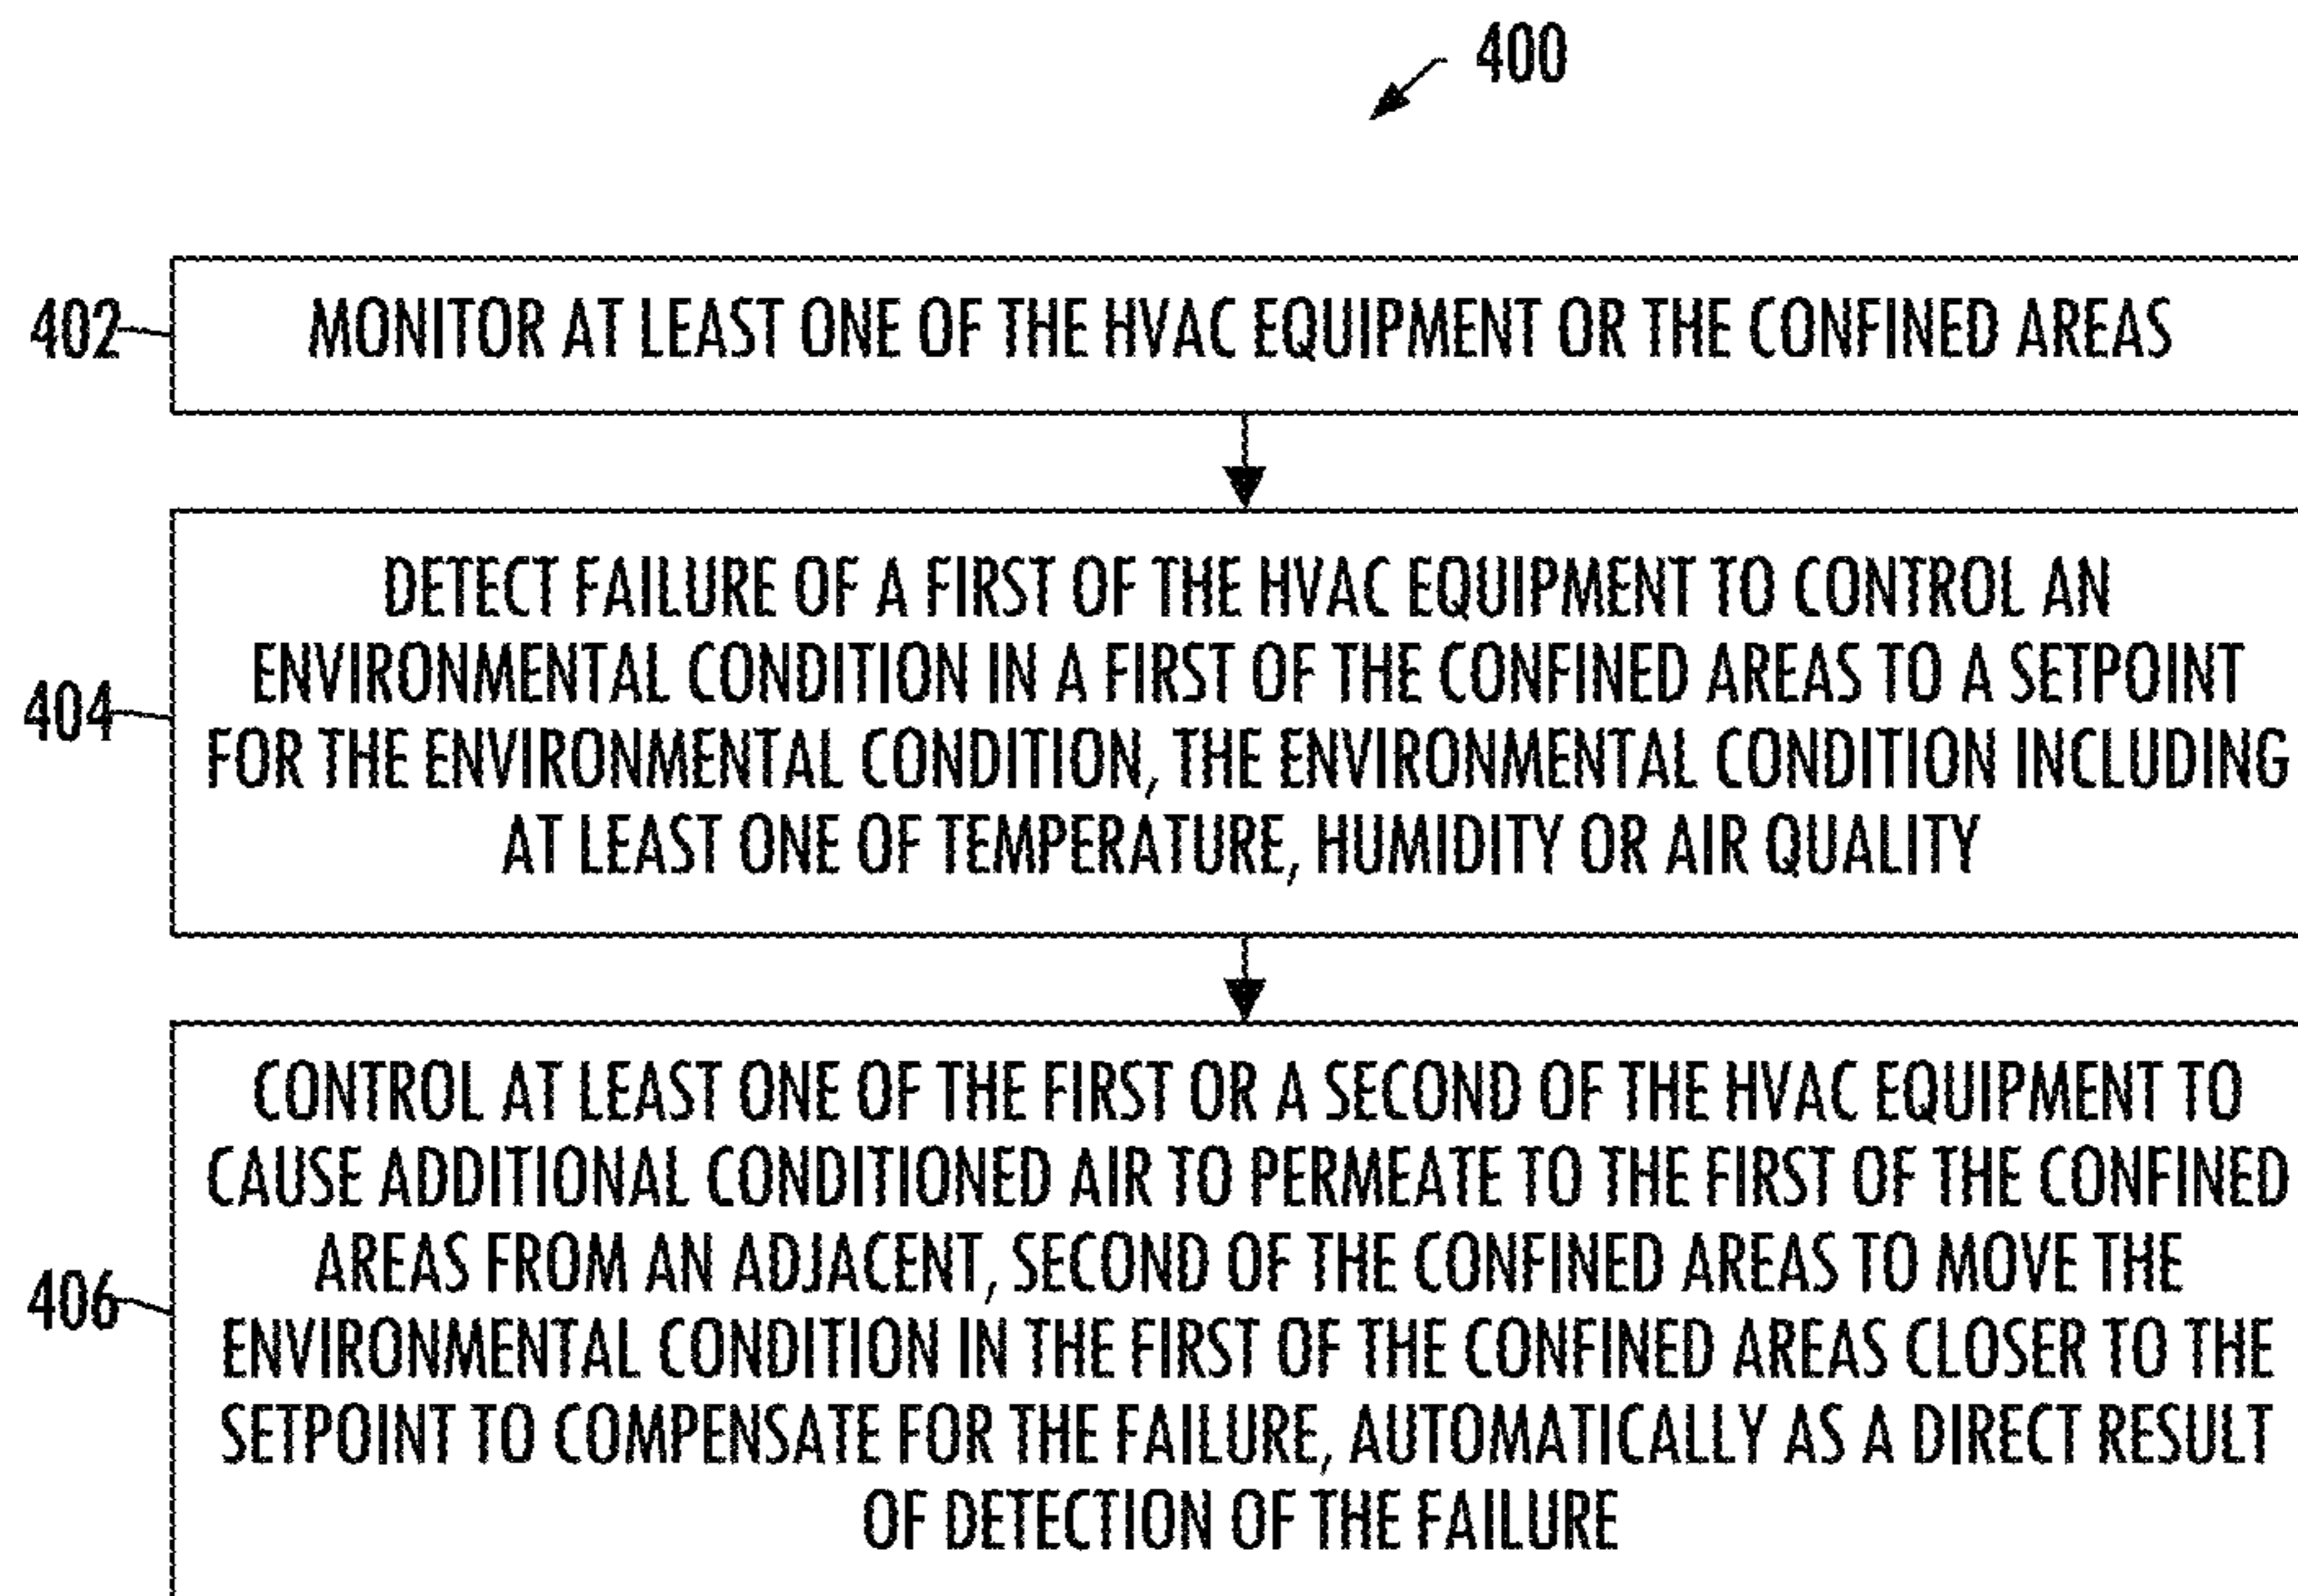 400
402
MONITOR AT LEAST ONE OF THE HVAC EQUIPMENT OR THE CONFINED AREAS
404
DETECT FAILURE OF A FIRST OF THE HVAC EQUIPMENT TO CONTROL AN
ENVIRONMENTAL CONDITION IN A FIRST OF THE CONFINED AREAS TO A SETPOINT
FOR THE ENVIRONMENTAL CONDITION, THE ENVIRONMENTAL CONDITION INCLUDING
AT LEAST ONE OF TEMPERATURE, HUMIDITY OR AIR QUALITY
406
CONTROL AT LEAST ONE OF THE FIRST OR A SECOND OF THE HVAC EQUIPMENT TO
CAUSE ADDITIONAL CONDITIONED AIR TO PERMEATE TO THE FIRST OF THE CONFINED
AREAS FROM AN ADJACENT, SECOND OF THE CONFINED AREAS TO MOVE THE
ENVIRONMENTAL CONDITION IN THE FIRST OF THE CONFINED AREAS CLOSER TO THE
SETPOINT TO COMPENSATE FOR THE FAILURE, AUTOMATICALLY AS A DIRECT RESULT
OF DETECTION OF THE FAILURE